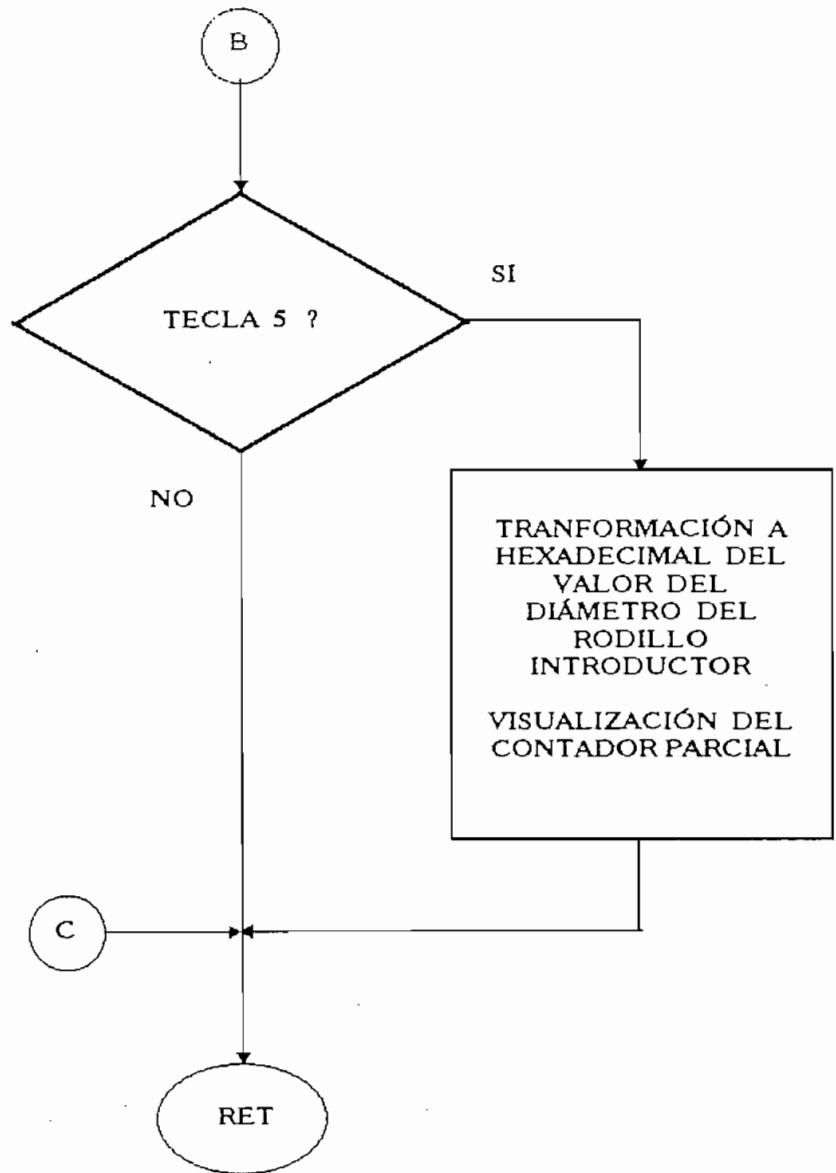 B
TECLA 5 ?
SI
NO
TRANFORMACIÓN A
HEXADECIMAL DEL
VALOR DEL
DIÁMETRO DEL
RODILLO
INTRODUCTOR
VISUALIZACIÓN DEL
CONTADOR PARCIAL
C
RET